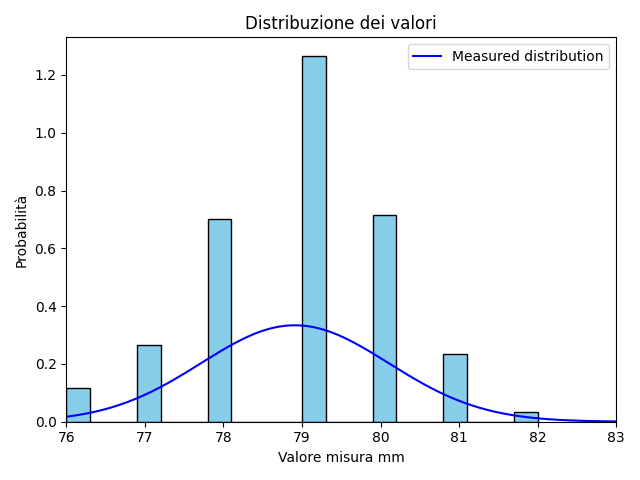 Distribuzione dei valori
Measured distribution
Probabilità
1.2
1.0
0.8
0.6
0.4
0.2
0.0
76 77 78 79 80 81 82 83
Valore misura mm